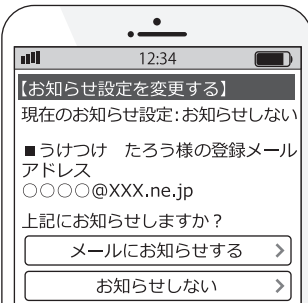 12:34
【お知らせ設定を変更する】
現在のお知らせ設定:お知らせしない
■うけつけ　たろう様の登録メール
アドレス
○○○○@XXX.ne.jp
上記にお知らせしますか？
メールにお知らせする
お知らせしない